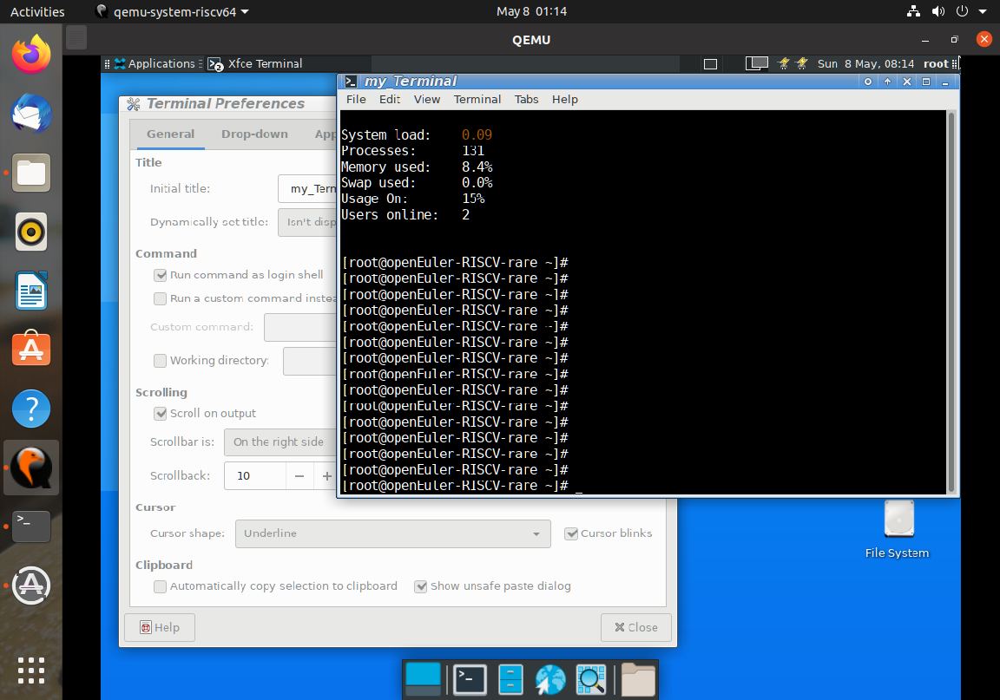 Activities
qemu-system-riscv64
May 8 01:14
QEMU
Applications
Xfce Terminal
Sun 8 May, 08:14
root
Terminal Preferences
General
Drop-down
App
Title
Initial title:
my_Term
Dynamically set title:
Isn't disp
Command
Run command as login shell
Run a custom command instea
Custom command:
Working directory:
Scrolling
Scroll on output
Scrollbar is:
On the right side
Scrollback:
10
Cursor
Cursor shape:
Underline
Cursor blinks
Clipboard
Automatically copy selection to clipboard
Show unsafe paste dialog
Help
Close
my_Terminal
File Edit View Terminal Tabs Help
System load: 0.09
Processes: 131
Memory used: 8.4%
Swap used: 0.0%
Usage On: 15%
Users online: 2
[root@openEuler-RISCV-rare ~]#
[root@openEuler-RISCV-rare ~]#
[root@openEuler-RISCV-rare ~]#
[root@openEuler-RISCV-rare ~]#
[root@openEuler-RISCV-rare ~]#
[root@openEuler-RISCV-rare ~]#
[root@openEuler-RISCV-rare ~]#
[root@openEuler-RISCV-rare ~]#
[root@openEuler-RISCV-rare ~]#
[root@openEuler-RISCV-rare ~]#
[root@openEuler-RISCV-rare ~]#
[root@openEuler-RISCV-rare ~]#
[root@openEuler-RISCV-rare ~]#
[root@openEuler-RISCV-rare ~]#
[root@openEuler-RISCV-rare ~]# _
File System